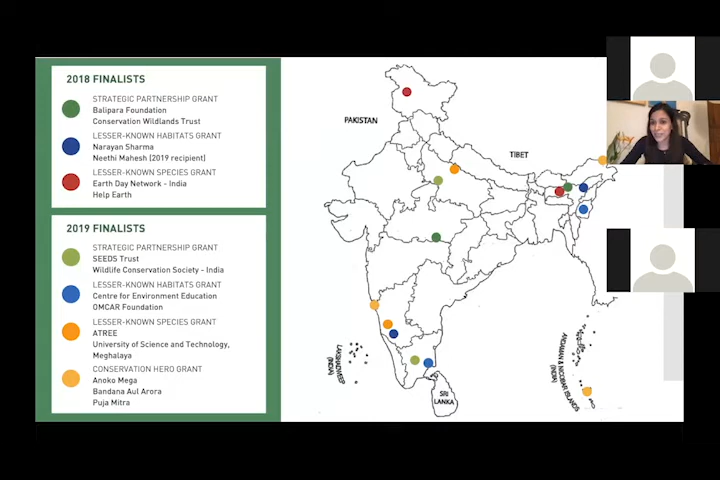 2018 FINALISTS
STRATEGIC PARTNERSHIP GRANT
Balipara Foundation
Conservation Wildlands Trust
LESSER-KNOWN HABITATS GRANT
Narayan Sharma
Neethi Mahesh (2019 recipient)
LESSER-KNOWN SPECIES GRANT
Earth Day Network - India
Help Earth
2019 FINALISTS
STRATEGIC PARTNERSHIP GRANT
SEEDS Trust
Wildlife Conservation Society - India
LESSER-KNOWN HABITATS GRANT
Centre for Environment Education
OMCAR Foundation
LESSER-KNOWN SPECIES GRANT
ATREE
University of Science and Technology,
Meghalaya
CONSERVATION HERO GRANT
Anoko Mega
Bandana Aul Arora
Puja Mitra
PAKISTAN
TIBET
LAKSHADWEEP
(INDIA)
ANDAMAN & NICOBAR ISLANDS
(INDIA)
SRI
LANKA